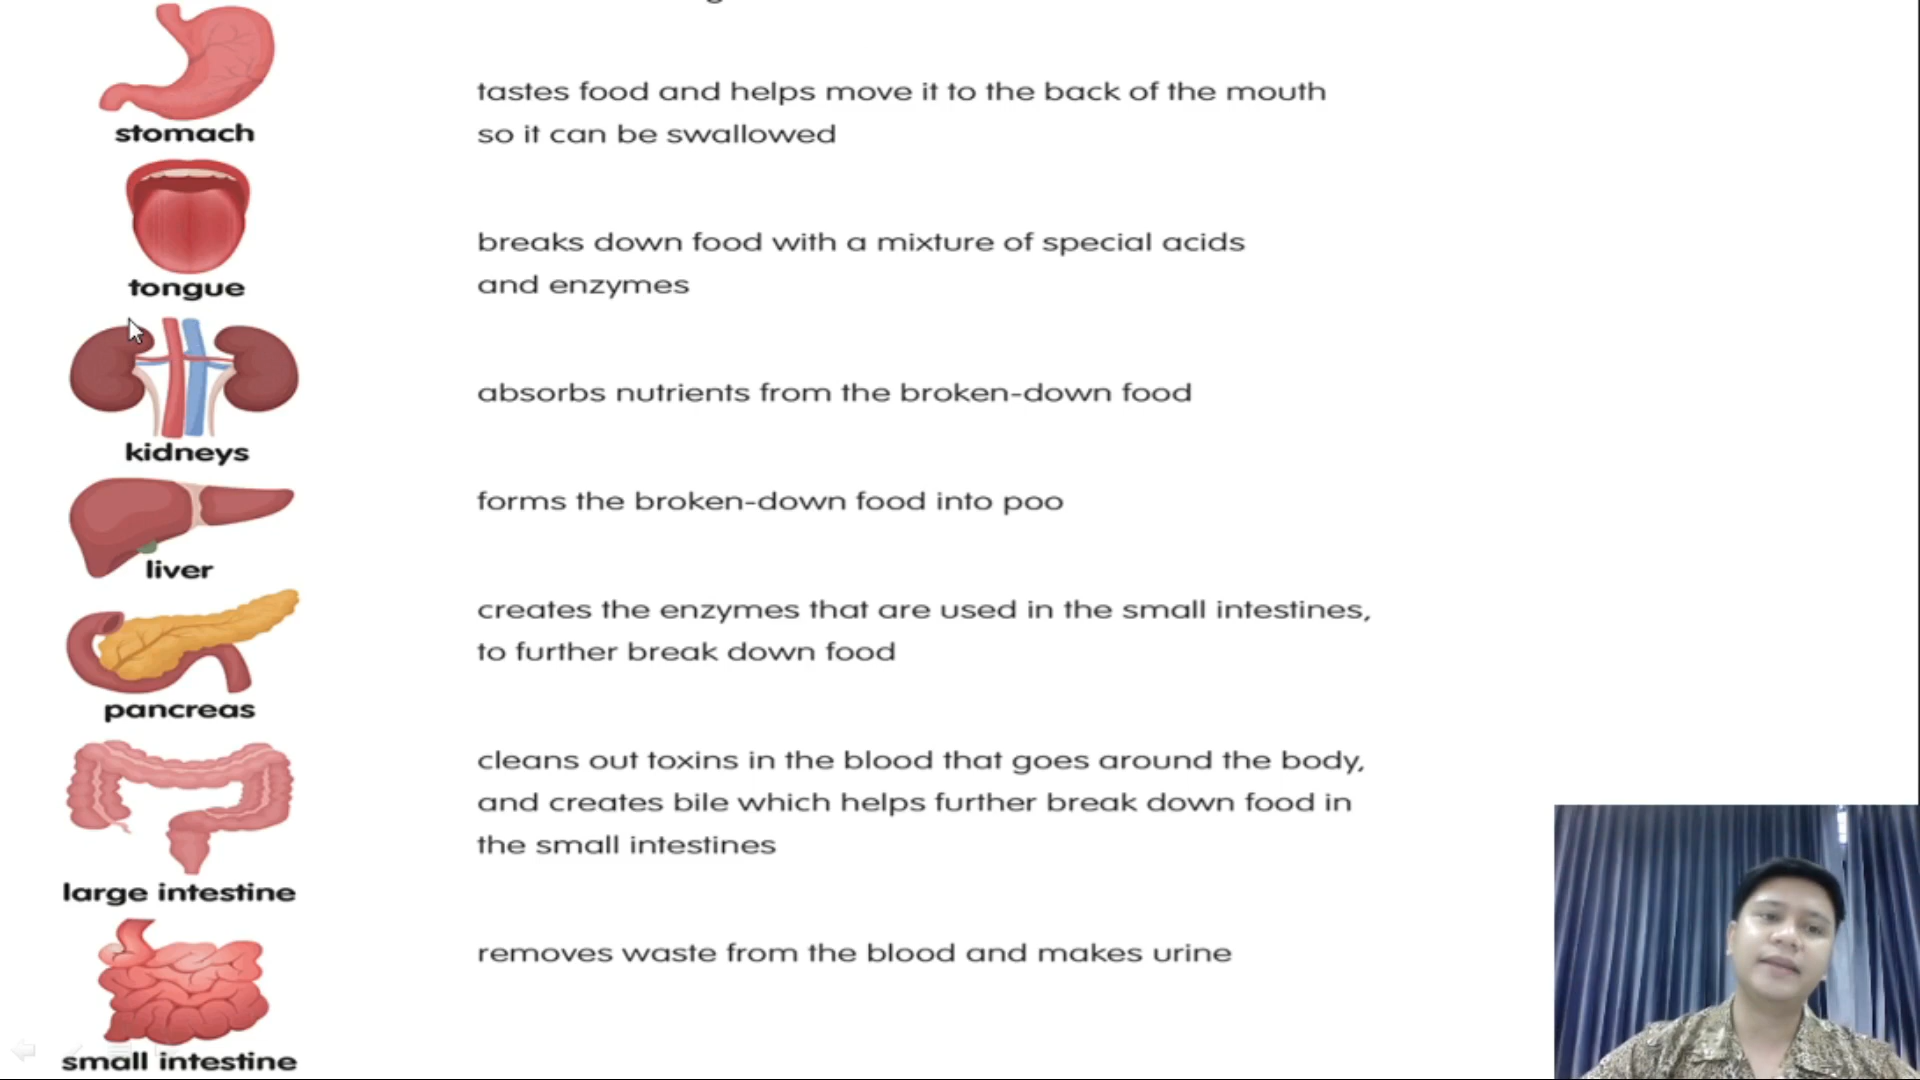 stomach
tongue
kidneys
liver
pancreas
large intestine
small intestine
tastes food and helps move it to the back of the mouth
so it can be swallowed
breaks down food with a mixture of special acids
and enzymes
absorbs nutrients from the broken-down food
forms the broken-down food into poo
creates the enzymes that are used in the small intestines,
to further break down food
cleans out toxins in the blood that goes around the body,
and creates bile which helps further break down food in
the small intestines
removes waste from the blood and makes urine